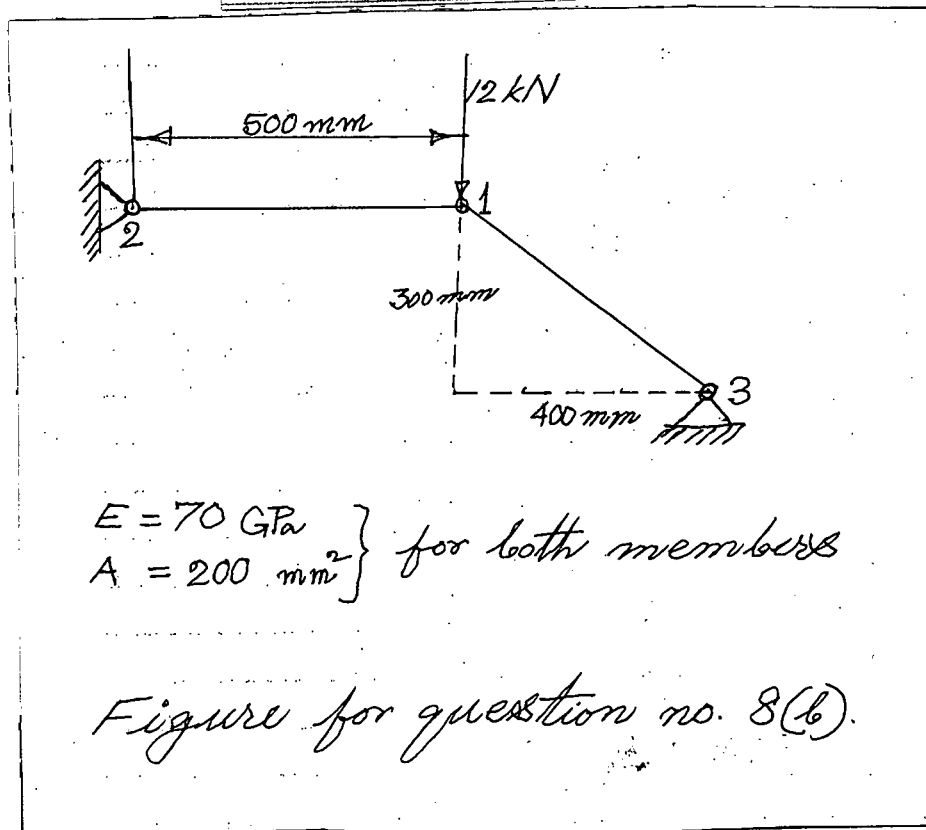 12 kN
500 mm
1
2
300 mm
3
400 mm
E = 70 GPa
A = 200 mm² } for both members
Figure for question no. 8(b).